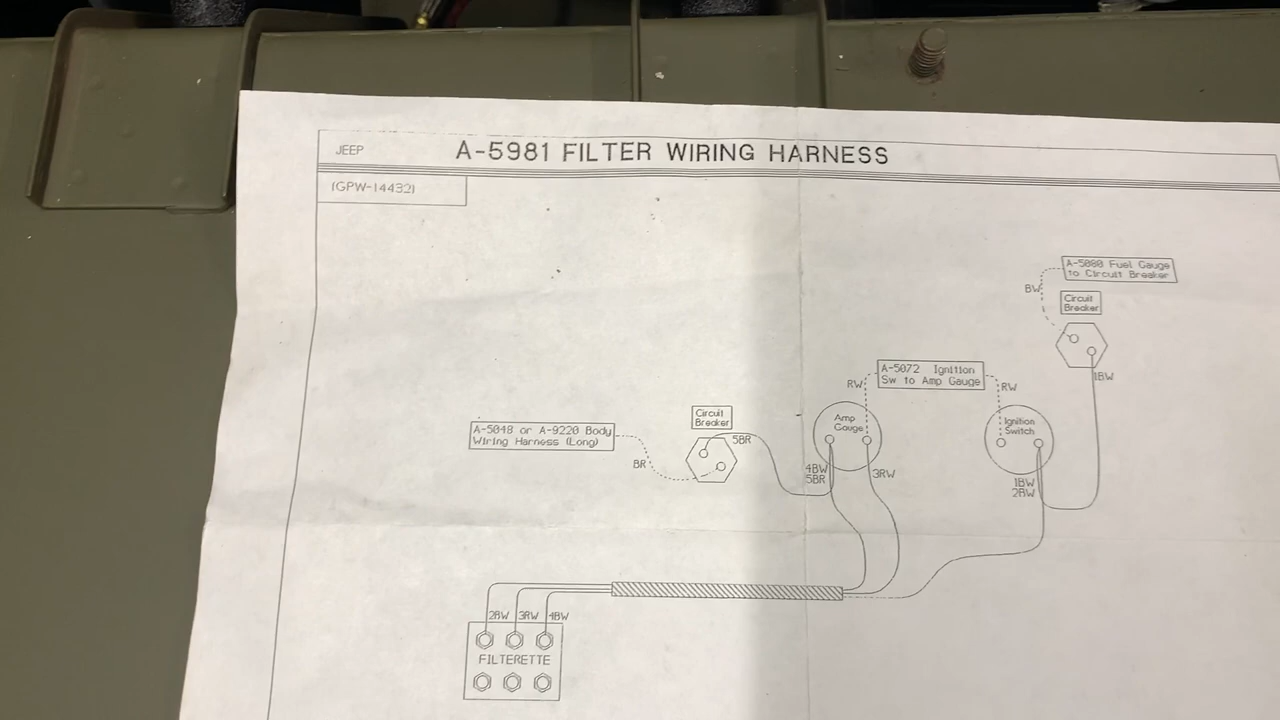 JEEP
A-5981 FILTER WIRING HARNESS
(GPW-14432)
A-5080 Fuel Gauge
to Circuit Breaker
BW
Circuit
Breaker
1BW
A-5072 Ignition
Sw to Amp Gauge
RW
RW
Circuit
Breaker
A-5048 or A-9220 Body
Wiring Harness (Long)
5BR
BR
Amp
Gauge
Ignition
Switch
4BW
5BR
3RW
1BW
2BW
2BW
3RW
4BW
FILTERETTE